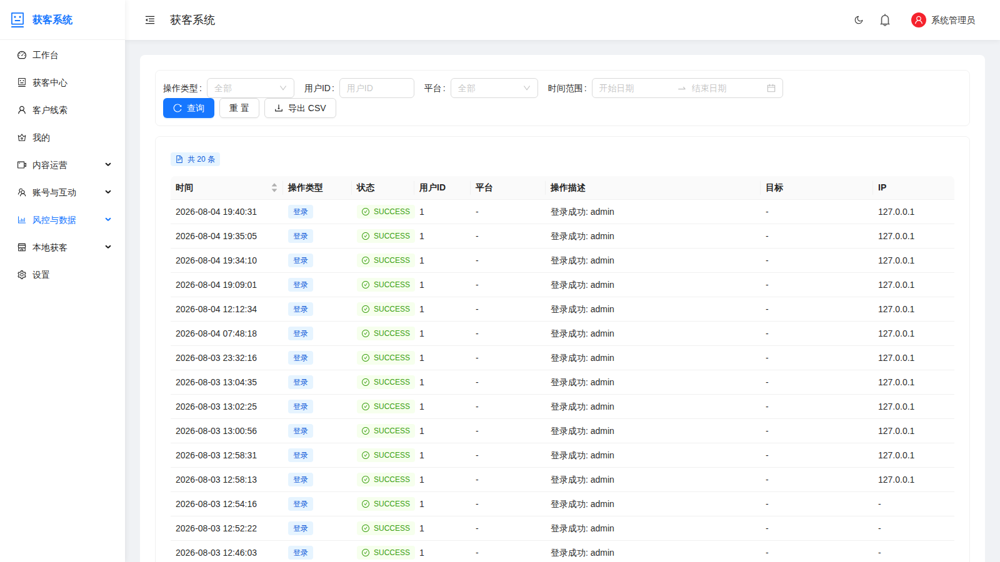 获客系统
获客系统
系统管理员
工作台
获客中心
客户线索
我的
内容运营
账号与互动
风控与数据
本地获客
设置
操作类型: 全部 用户ID: 用户ID 平台: 全部 时间范围: 开始日期 结束日期
查询 重 置 导出 CSV
共 20 条
时间 操作类型 状态 用户ID 平台 操作描述 目标 IP
2026-08-04 19:40:31 登录 SUCCESS 1 - 登录成功: admin - 127.0.0.1
2026-08-04 19:35:05 登录 SUCCESS 1 - 登录成功: admin - 127.0.0.1
2026-08-04 19:34:10 登录 SUCCESS 1 - 登录成功: admin - 127.0.0.1
2026-08-04 19:09:01 登录 SUCCESS 1 - 登录成功: admin - 127.0.0.1
2026-08-04 12:12:34 登录 SUCCESS 1 - 登录成功: admin - 127.0.0.1
2026-08-04 07:48:18 登录 SUCCESS 1 - 登录成功: admin - 127.0.0.1
2026-08-03 23:32:16 登录 SUCCESS 1 - 登录成功: admin - 127.0.0.1
2026-08-03 13:04:35 登录 SUCCESS 1 - 登录成功: admin - 127.0.0.1
2026-08-03 13:02:25 登录 SUCCESS 1 - 登录成功: admin - 127.0.0.1
2026-08-03 13:00:56 登录 SUCCESS 1 - 登录成功: admin - 127.0.0.1
2026-08-03 12:58:31 登录 SUCCESS 1 - 登录成功: admin - 127.0.0.1
2026-08-03 12:58:13 登录 SUCCESS 1 - 登录成功: admin - 127.0.0.1
2026-08-03 12:54:16 登录 SUCCESS 1 - 登录成功: admin - -
2026-08-03 12:52:22 登录 SUCCESS 1 - 登录成功: admin - -
2026-08-03 12:46:03 登录 SUCCESS 1 - 登录成功: admin - -